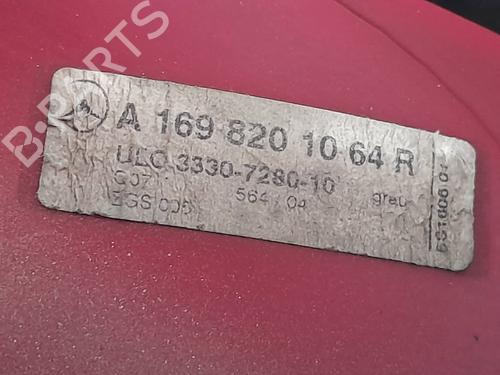 B-PARTS
A 169 820 10 64 R
ULO 3330-7280-10 grau
564 04
ZGS 005